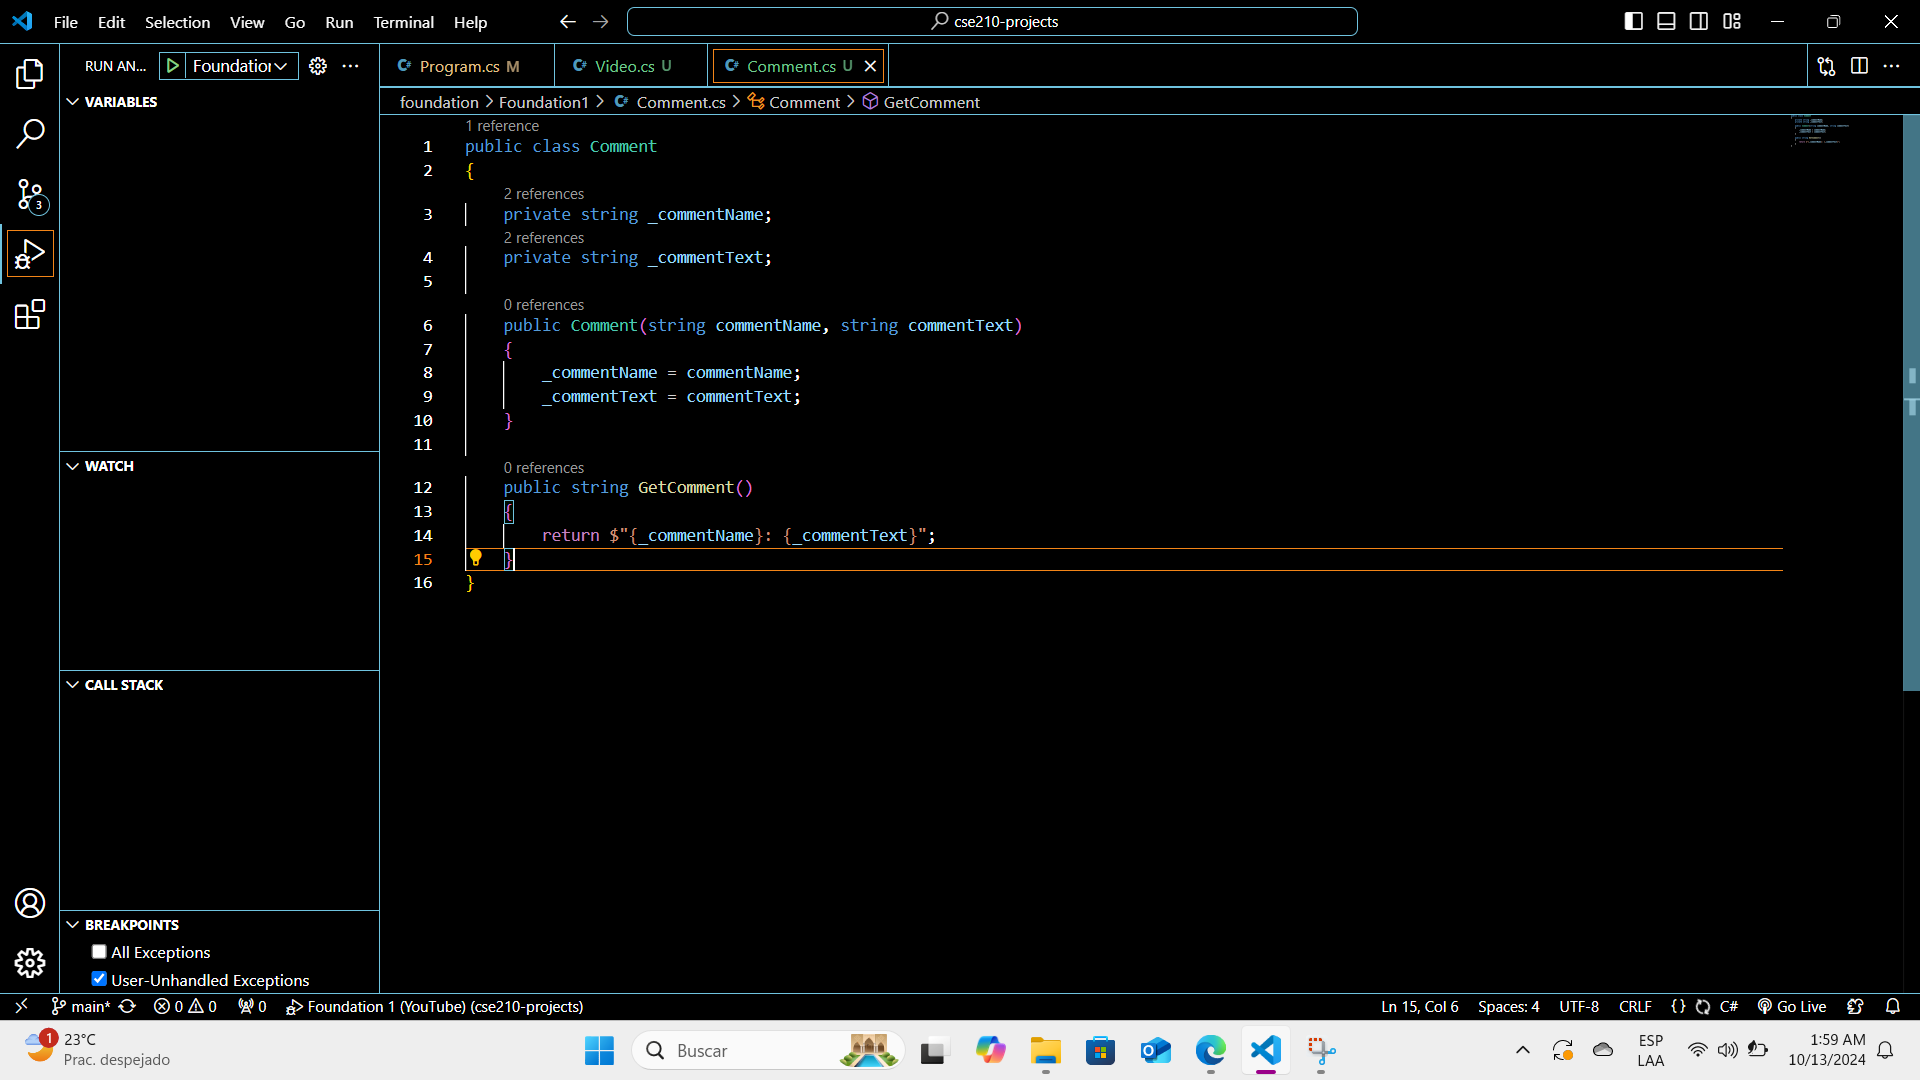 File Edit Selection View Go Run Terminal Help cse210-projects
RUN AN... Foundation
Program.cs M Video.cs U Comment.cs U
VARIABLES
foundation Foundation1 Comment.cs Comment GetComment
1 reference
1 public class Comment
2 {
2 references
3 private string _commentName;
2 references
4 private string _commentText;
5
0 references
6 public Comment(string commentName, string commentText)
7 {
8 _commentName = commentName;
9 _commentText = commentText;
10 }
11
0 references
12 public string GetComment()
13 {
14 return $"{_commentName}: {_commentText}";
15 }
16 }
WATCH
CALL STACK
BREAKPOINTS
All Exceptions
User-Unhandled Exceptions
3
main* 0 0 0 Foundation 1 (YouTube) (cse210-projects) Ln 15, Col 6 Spaces: 4 UTF-8 CRLF {} C# Go Live
1 23°C
Prac. despejado
Buscar
ESP
LAA
1:59 AM
10/13/2024